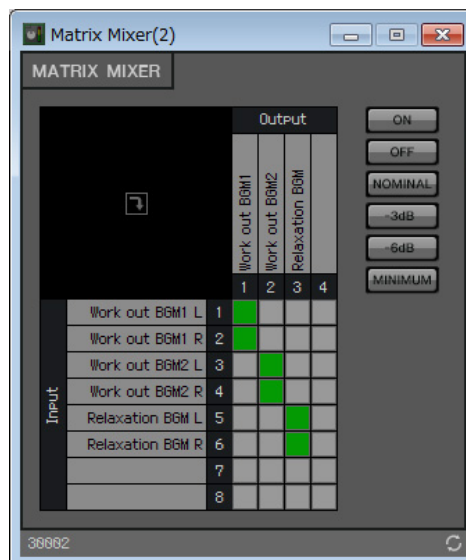 Matrix Mixer(2)
MATRIX MIXER
Output
Work out BGM1
Work out BGM2
Relaxation BGM
1 2 3 4
Input
Work out BGM1 L 1
Work out BGM1 R 2
Work out BGM2 L 3
Work out BGM2 R 4
Relaxation BGM L 5
Relaxation BGM R 6
7
8
ON
OFF
NOMINAL
-3dB
-6dB
MINIMUM
30002